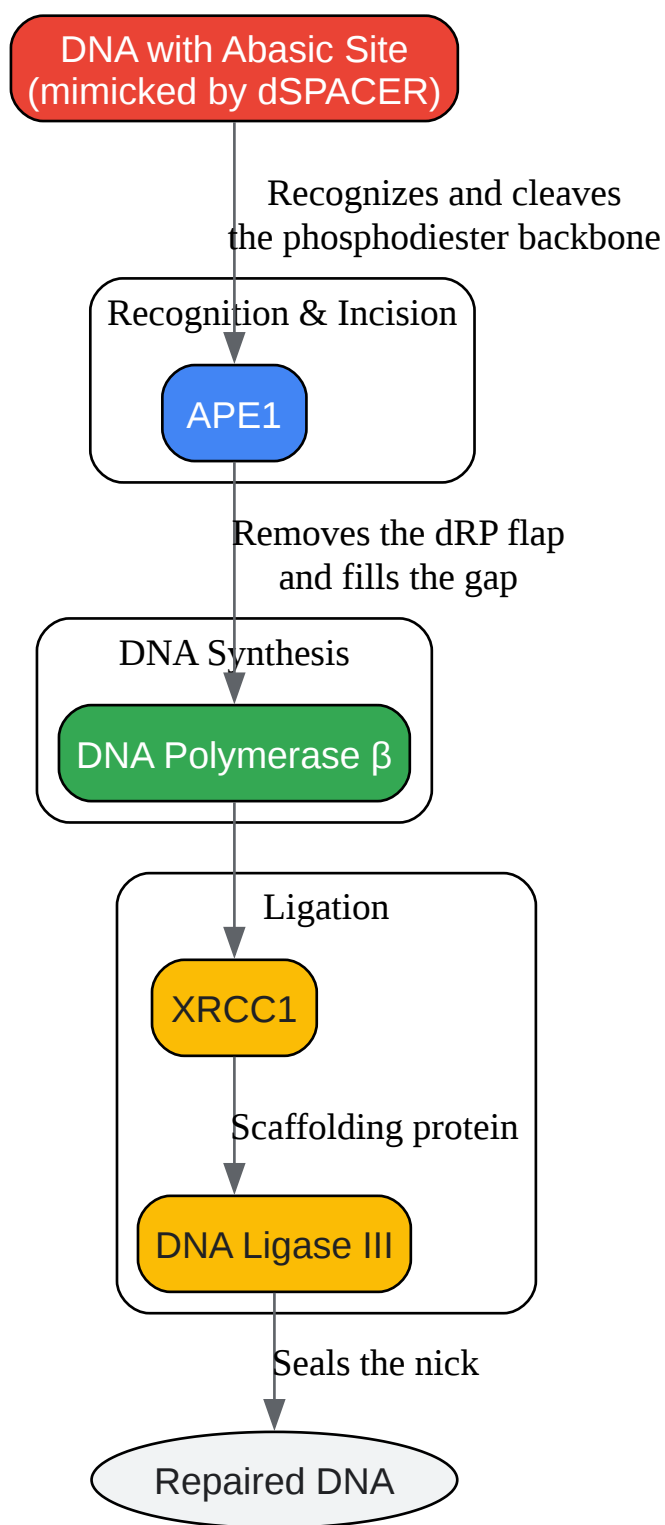 DNA with Abasic Site
(mimicked by dSPACER)
Recognizes and cleaves
the phosphodiester backbone
Recognition & Incision
APE1
Removes the dRP flap
and fills the gap
DNA Synthesis
DNA Polymerase β
Ligation
XRCC1
Scaffolding protein
DNA Ligase III
Seals the nick
Repaired DNA